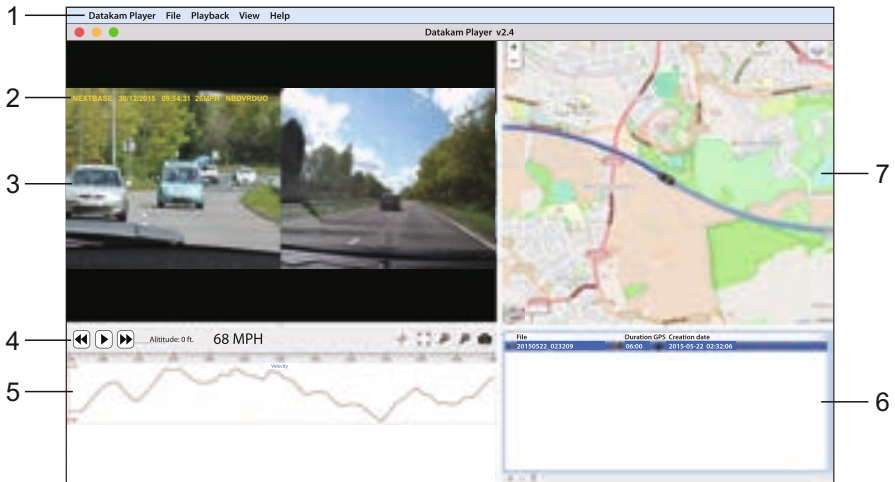 1 Datakam Player File Playback View Help
Datakam Player v2.4
2 NEXTBASE 30/12/2015 09:54:31 26MPH NBDVRDUO
3
7
4 Alititude: 0 ft. 68 MPH
File Duration GPS Creation date
20150522_023209 06:00 2015-05-22 02:32:06
Velocity
5
6